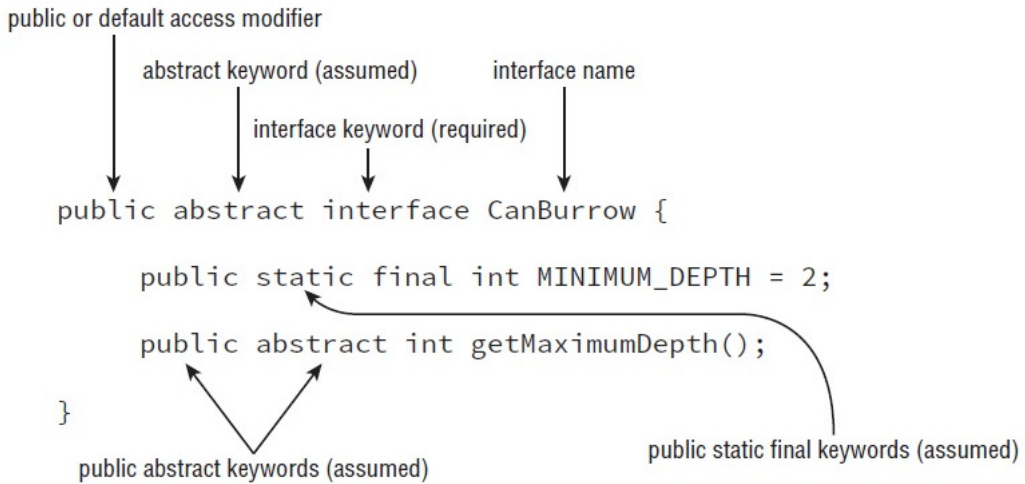 public or default access modifier
abstract keyword (assumed)
interface name
interface keyword (required)
public abstract interface CanBurrow {
public static final int MINIMUM_DEPTH = 2;
public abstract int getMaximumDepth();
}
public static final keywords (assumed)
public abstract keywords (assumed)